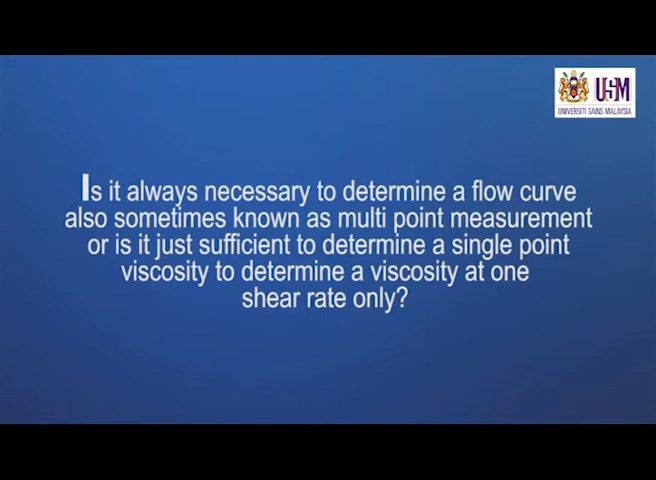 USM
UNIVERSITI SAINS MALAYSIA
Is it always necessary to determine a flow curve
also sometimes known as multi point measurement
or is it just sufficient to determine a single point
viscosity to determine a viscosity at one
shear rate only?